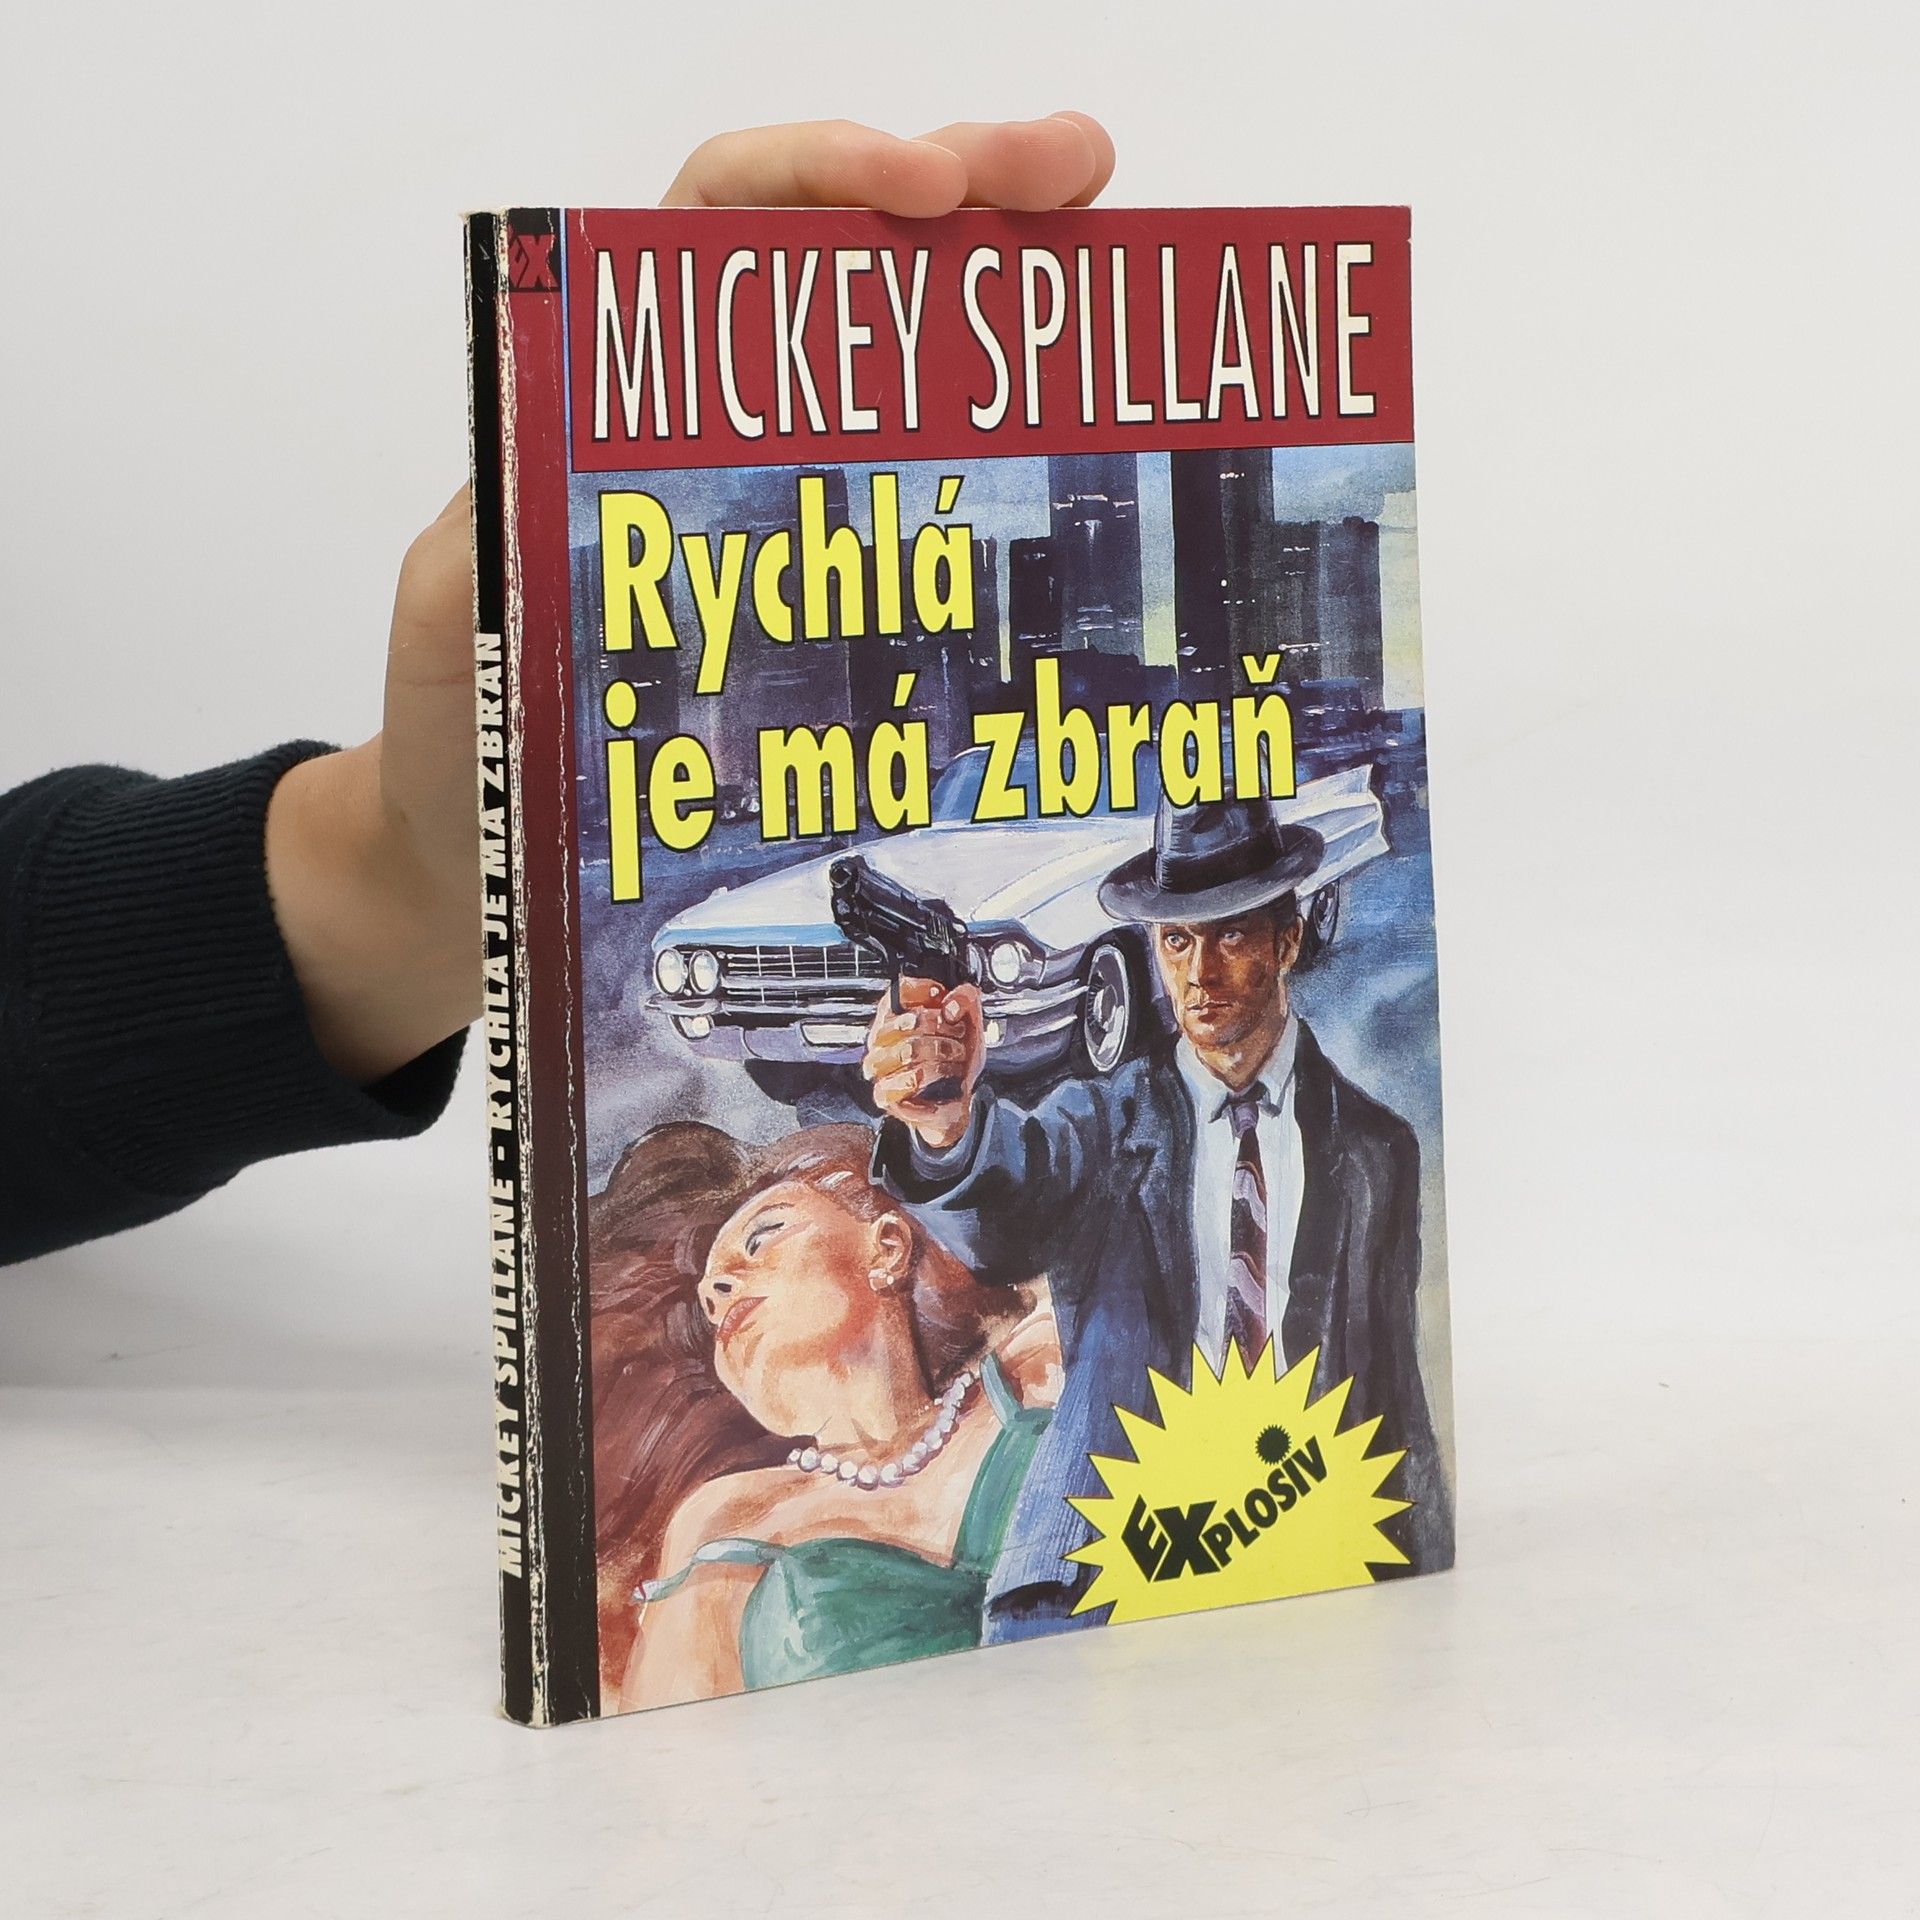 MICKEY SPILLANE
Rychlá
je má zbraň
EXPLOSIV
EX
MICKEY SPILLANE - RYCHLÁ JE MÁ ZBRAŇ